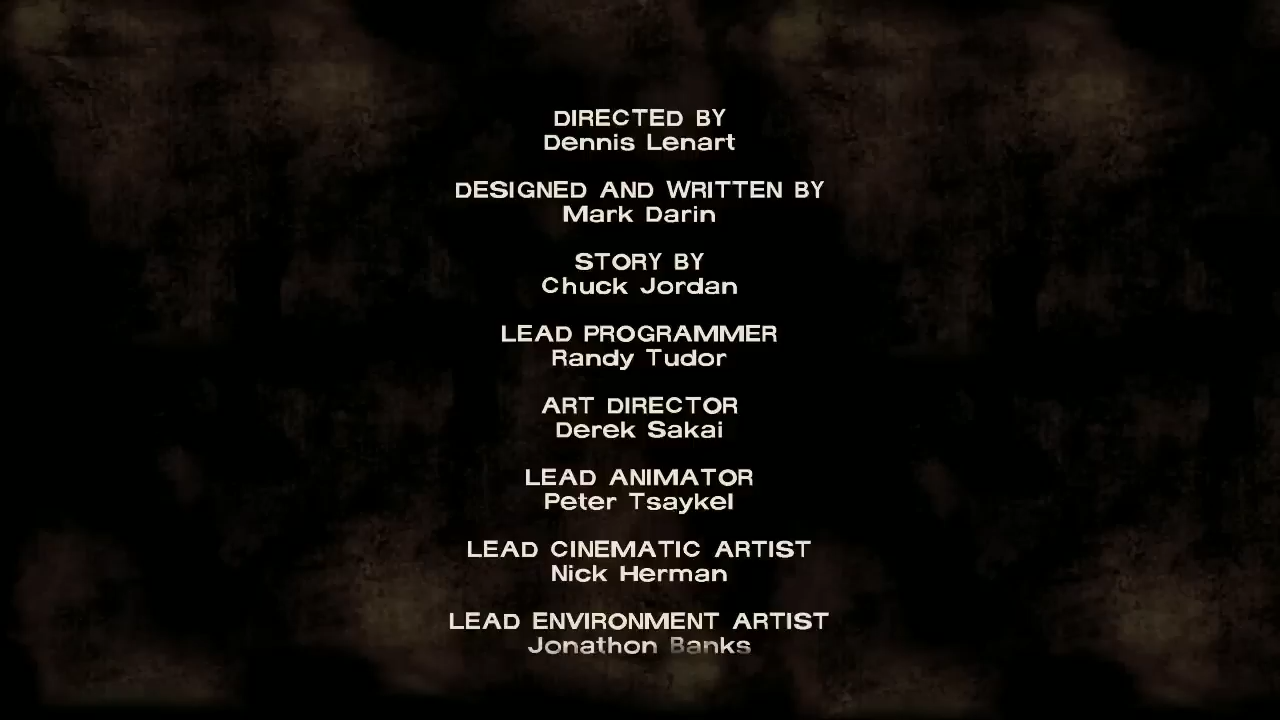 DIRECTED BY
Dennis Lenart
DESIGNED AND WRITTEN BY
Mark Darin
STORY BY
Chuck Jordan
LEAD PROGRAMMER
Randy Tudor
ART DIRECTOR
Derek Sakai
LEAD ANIMATOR
Peter Tsaykel
LEAD CINEMATIC ARTIST
Nick Herman
LEAD ENVIRONMENT ARTIST
Jonathon Banks